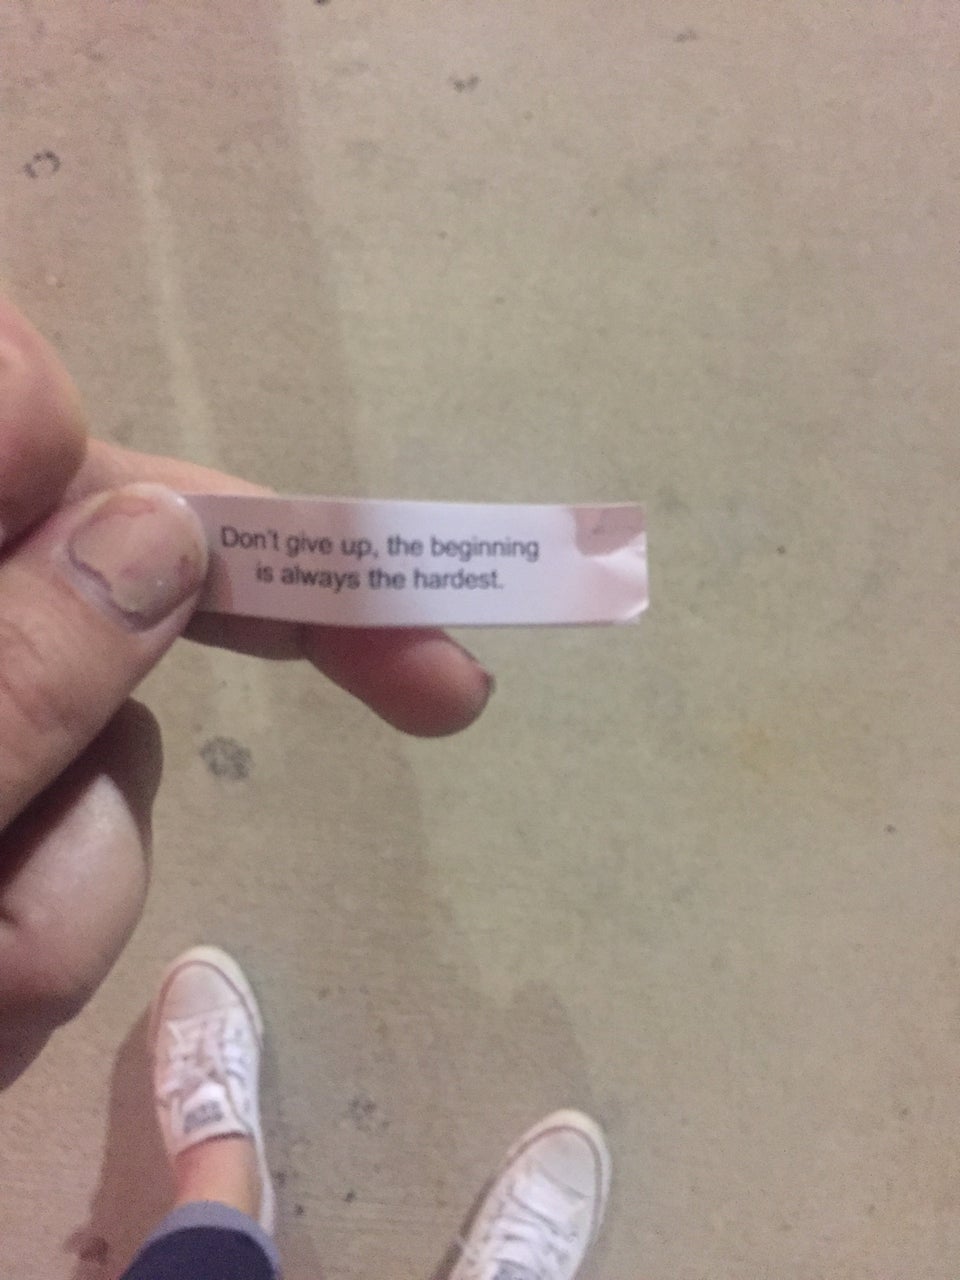 Don't give up, the beginning
is always the hardest.